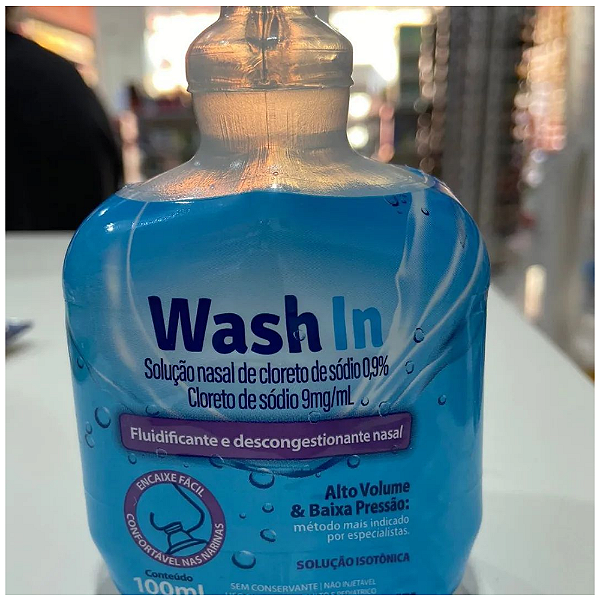 Wash In
Solução nasal de cloreto de sódio 0,9%
Cloreto de sódio 9mg/mL
Fluidificante e descongestionante nasal
ENCAIXE FÁCIL
CONFORTÁVEL NAS NARINAS
Alto Volume
& Baixa Pressão:
método mais indicado
por especialistas.
SOLUÇÃO ISOTÔNICA
Conteúdo
100mL
SEM CONSERVANTE | NÃO INJETÁVEL
E PEDIÁTRICO